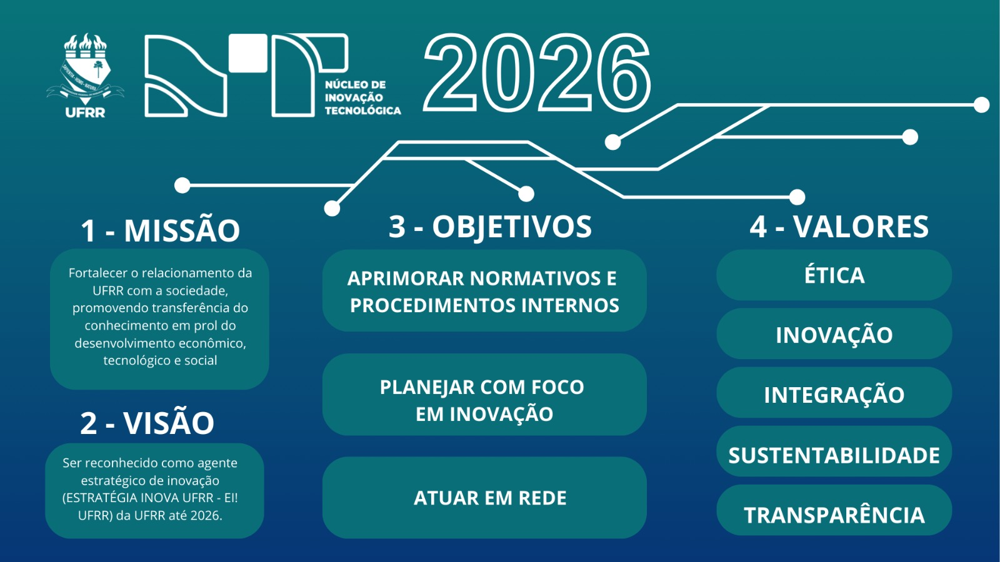 UFRR
NIT
NÚCLEO DE
INOVAÇÃO
TECNOLÓGICA
2026
1 - MISSÃO
Fortalecer o relacionamento da
UFRR com a sociedade,
promovendo transferência do
conhecimento em prol do
desenvolvimento econômico,
tecnológico e social
2 - VISÃO
Ser reconhecido como agente
estratégico de inovação
(ESTRATÉGIA INOVA UFRR - EI!
UFRR) da UFRR até 2026.
3 - OBJETIVOS
APRIMORAR NORMATIVOS E
PROCEDIMENTOS INTERNOS
PLANEJAR COM FOCO
EM INOVAÇÃO
ATUAR EM REDE
4 - VALORES
ÉTICA
INOVAÇÃO
INTEGRAÇÃO
SUSTENTABILIDADE
TRANSPARÊNCIA